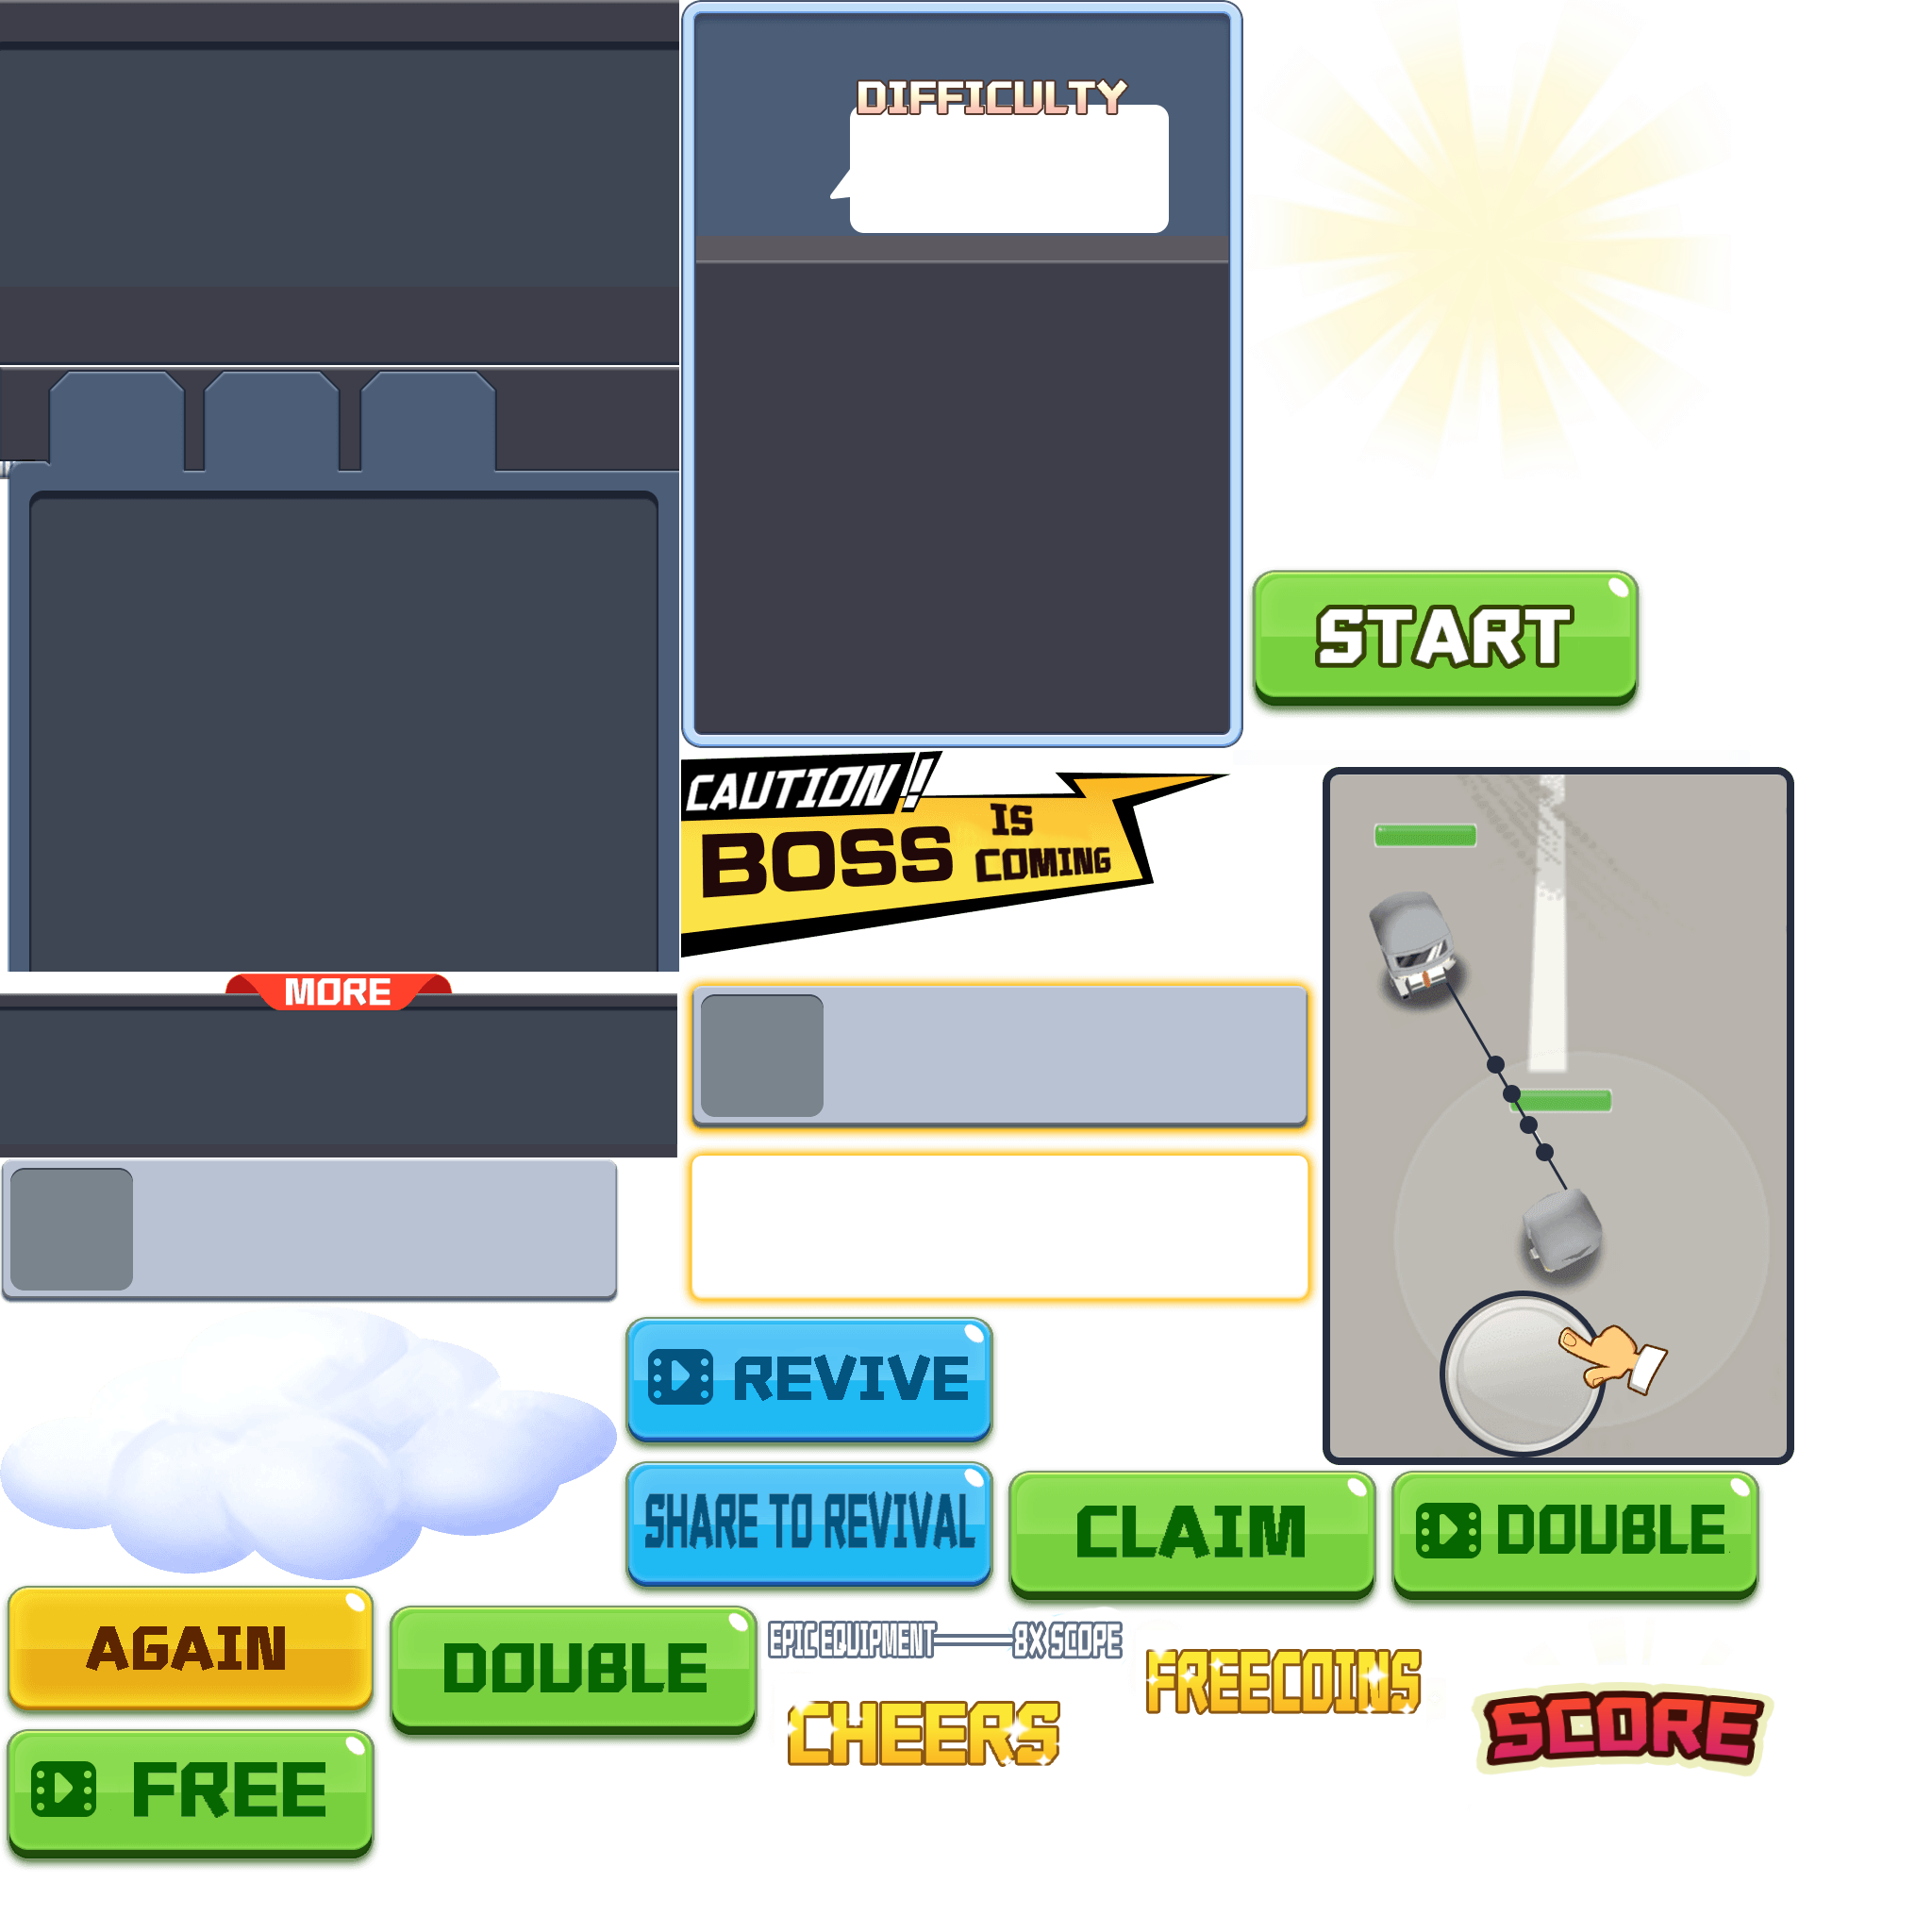 DIFFICULTY
START
CAUTION!!
BOSS
IS
COMING
MORE
REVIVE
SHARE TO REVIVAL
CLAIM
DOUBLE
AGAIN
DOUBLE
EPIC EQUIPMENT——8X SCOPE
FREECOINS
CHEERS
SCORE
FREE